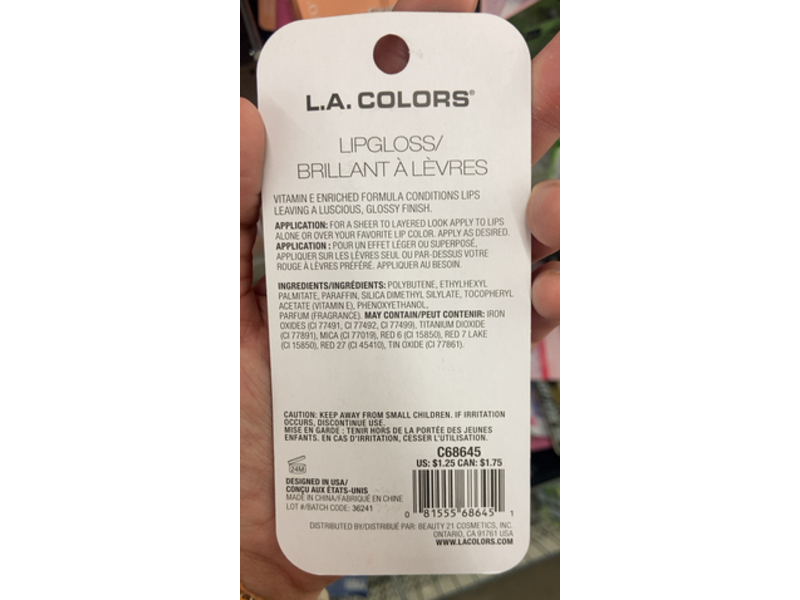 L.A. COLORS®
LIPGLOSS/
BRILLANT À LÈVRES
VITAMIN E ENRICHED FORMULA CONDITIONS LIPS
LEAVING A LUSCIOUS, GLOSSY FINISH.
APPLICATION: FOR A SHEER TO LAYERED LOOK APPLY TO LIPS
ALONE OR OVER YOUR FAVORITE LIP COLOR. APPLY AS DESIRED.
APPLICATION : POUR UN EFFET LÉGER OU SUPERPOSÉ,
APPLIQUER SUR LES LÈVRES SEUL OU PAR-DESSUS VOTRE
ROUGE À LÈVRES PRÉFÉRÉ. APPLIQUER AU BESOIN.
INGREDIENTS/INGRÉDIENTS: POLYBUTENE, ETHYLHEXYL
PALMITATE, PARAFFIN, SILICA DIMETHYL SILYLATE, TOCOPHERYL
ACETATE (VITAMIN E), PHENOXYETHANOL,
PARFUM (FRAGRANCE). MAY CONTAIN/PEUT CONTENIR: IRON
OXIDES (CI 77491, CI 77492, CI 77499), TITANIUM DIOXIDE
(CI 77891), MICA (CI 77019), RED 6 (CI 15850), RED 7 LAKE
(CI 15850), RED 27 (CI 45410), TIN OXIDE (CI 77861).
CAUTION: KEEP AWAY FROM SMALL CHILDREN. IF IRRITATION
OCCURS, DISCONTINUE USE.
MISE EN GARDE : TENIR HORS DE LA PORTÉE DES JEUNES
ENFANTS. EN CAS D'IRRITATION, CESSER L'UTILISATION.
C68645
US: $1.25 CAN: $1.75
24M
DESIGNED IN USA/
CONÇU AUX ÉTATS-UNIS
MADE IN CHINA/FABRIQUÉ EN CHINE
LOT #/BATCH CODE: 36241
0 81555 68645 1
DISTRIBUTED BY/DISTRIBUÉ PAR: BEAUTY 21 COSMETICS, INC.
ONTARIO, CA 91761 USA
WWW.LACOLORS.COM